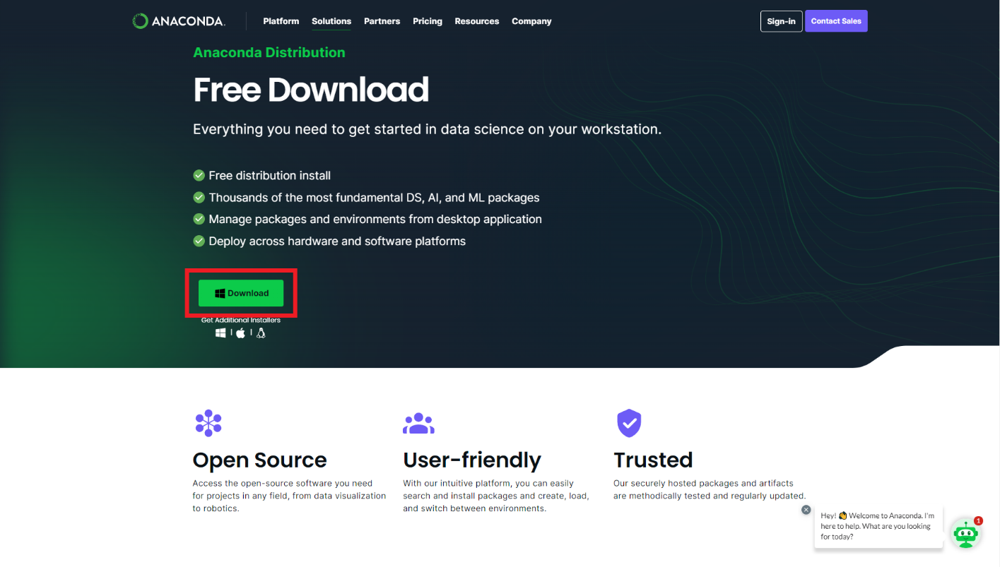 ANACONDA.
Platform Solutions Partners Pricing Resources Company
Sign-in Contact Sales
Anaconda Distribution
Free Download
Everything you need to get started in data science on your workstation.
Free distribution install
Thousands of the most fundamental DS, AI, and ML packages
Manage packages and environments from desktop application
Deploy across hardware and software platforms
Download
Get Additional Installers
Open Source
Access the open-source software you need
for projects in any field, from data visualization
to robotics.
User-friendly
With our intuitive platform, you can easily
search and install packages and create, load,
and switch between environments.
Trusted
Our securely hosted packages and artifacts
are methodically tested and regularly updated.
Hey! 👏 Welcome to Anaconda. I'm
here to help. What are you looking
for today?
1